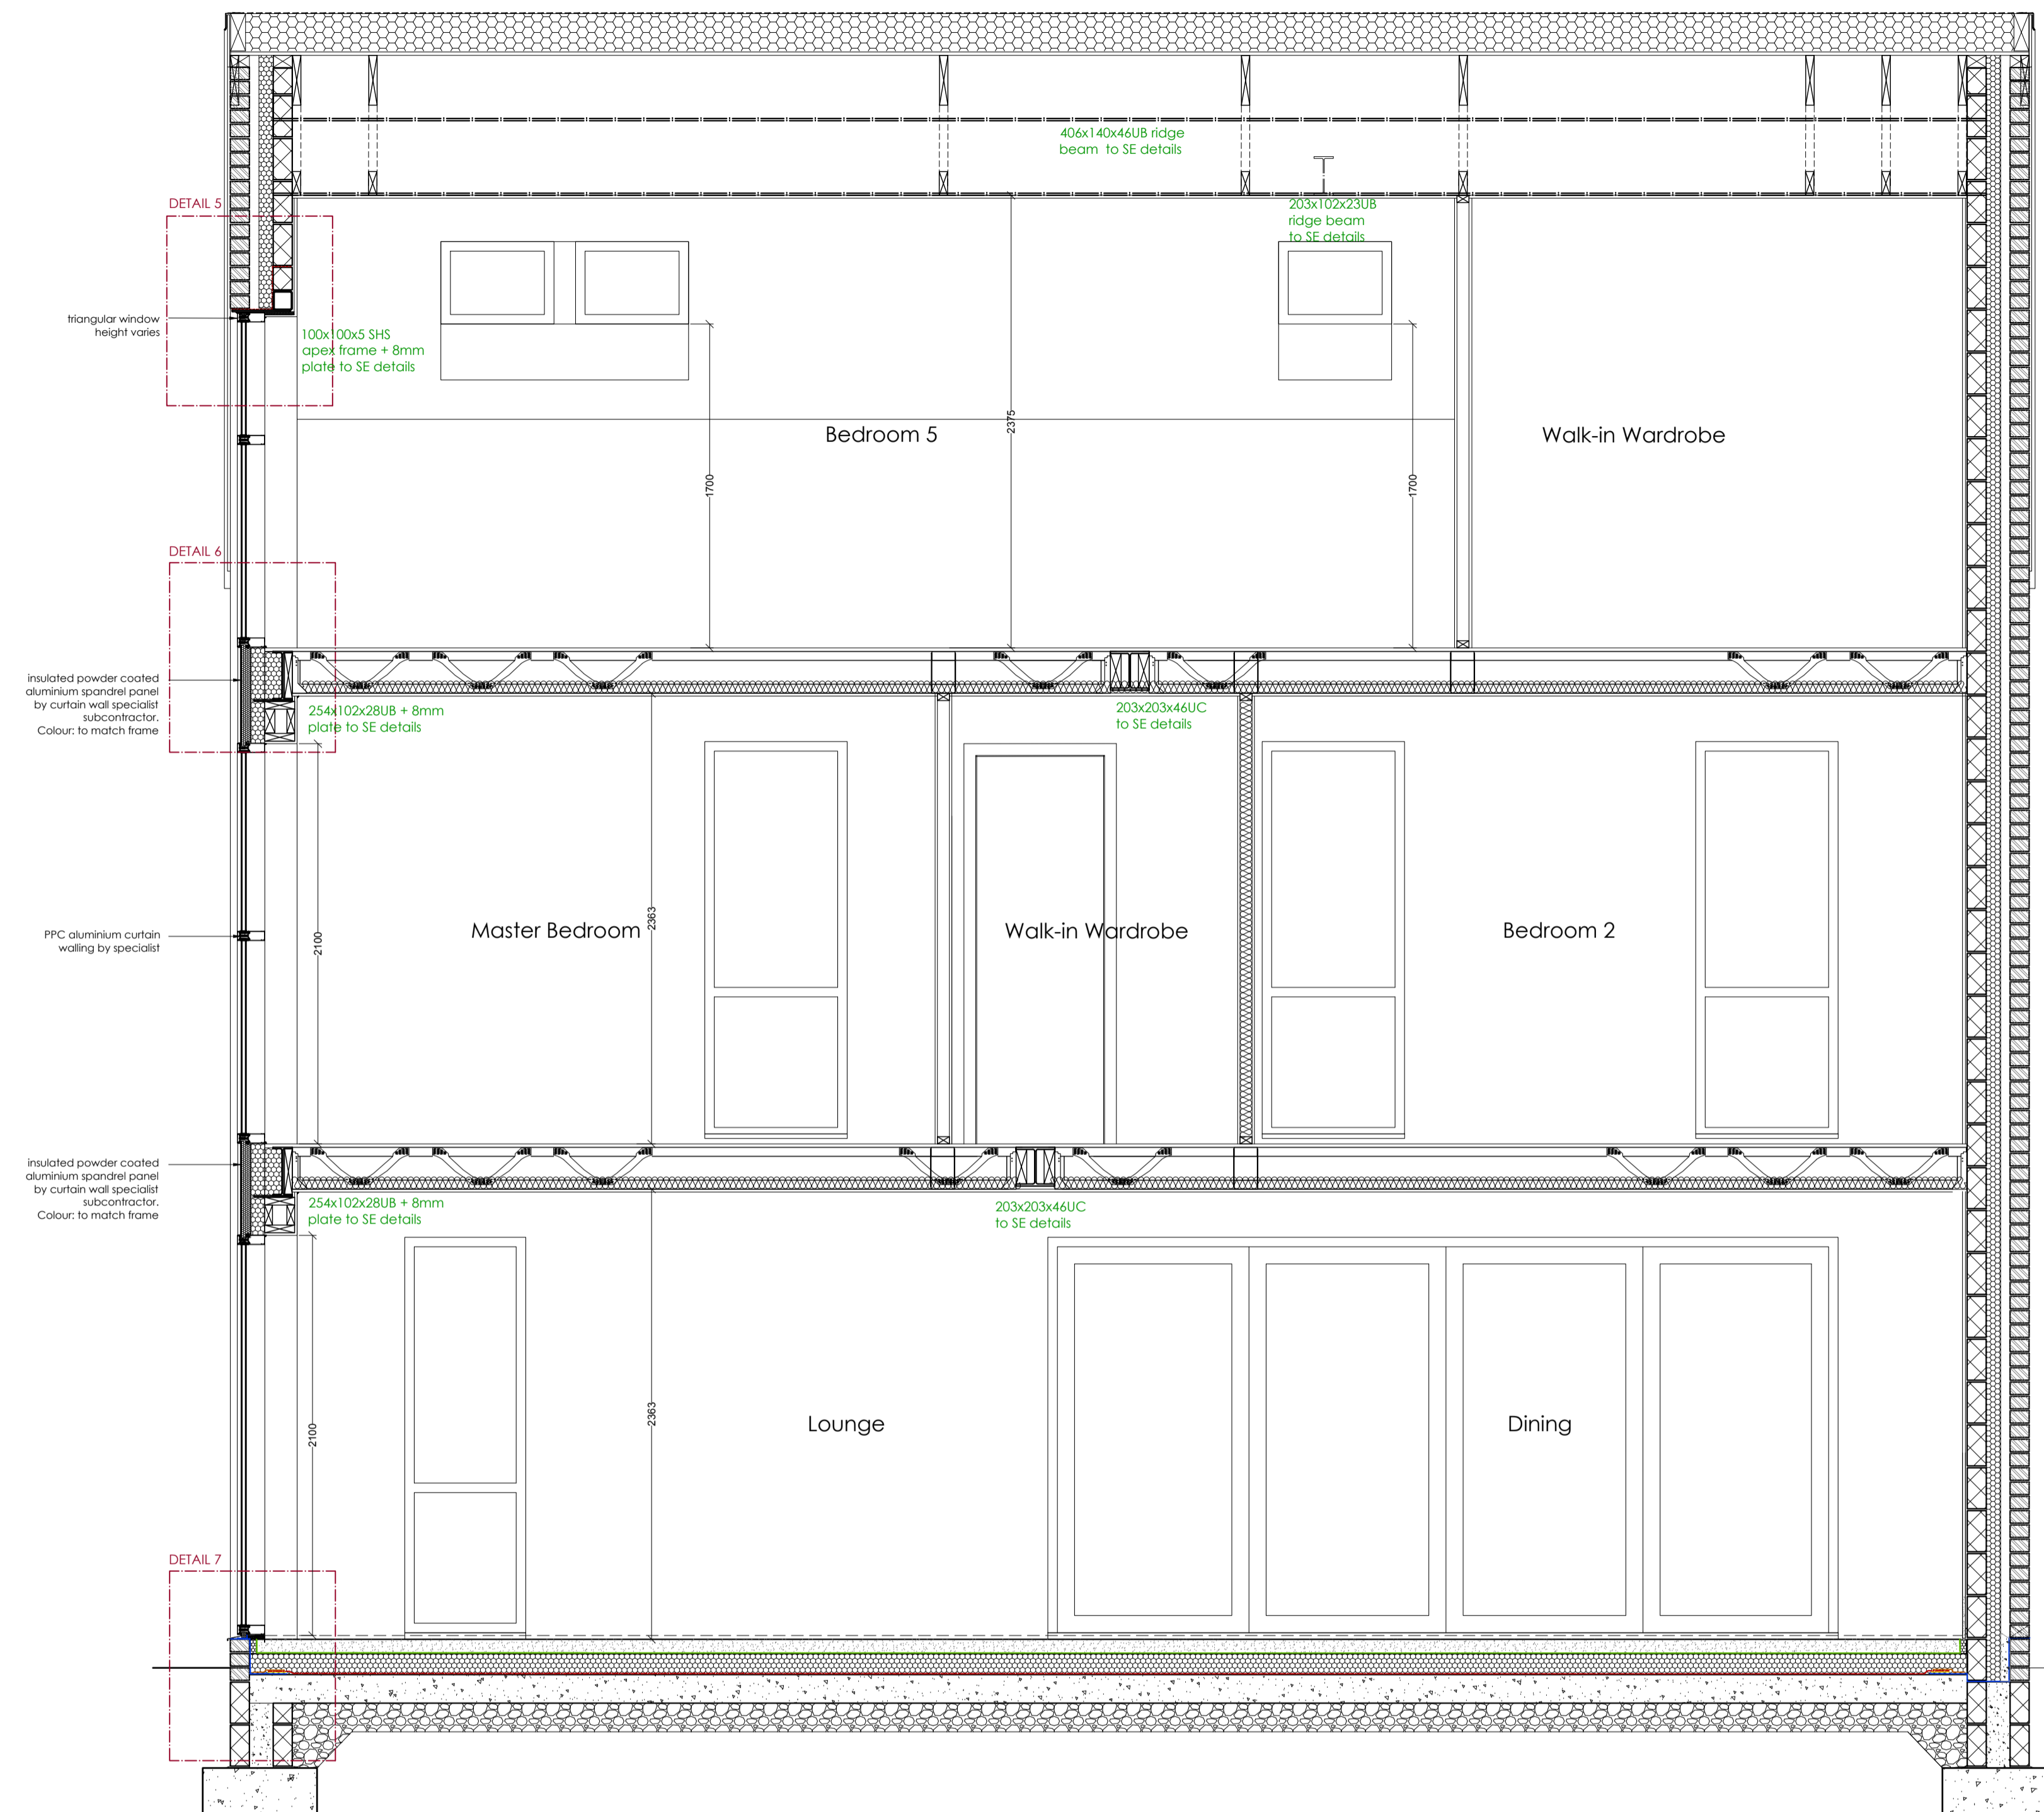 406x140x46UB ridge
beam to SE details
DETAIL 5
203x102x23UB
ridge beam
to SE details
triangular window
height varies
100x100x5 SHS
apex frame + 8mm
plate to SE details
2375
Bedroom 5
Walk-in Wardrobe
1700
1700
DETAIL 6
insulated powder coated
aluminium spandrel panel
by curtain wall specialist
subcontractor.
Colour: to match frame
254x102x28UB + 8mm
plate to SE details
203x203x46UC
to SE details
PPC aluminium curtain
walling by specialist
2100
Master Bedroom
2363
Walk-in Wardrobe
Bedroom 2
insulated powder coated
aluminium spandrel panel
by curtain wall specialist
subcontractor.
Colour: to match frame
254x102x28UB + 8mm
plate to SE details
203x203x46UC
to SE details
2100
2363
Lounge
Dining
DETAIL 7